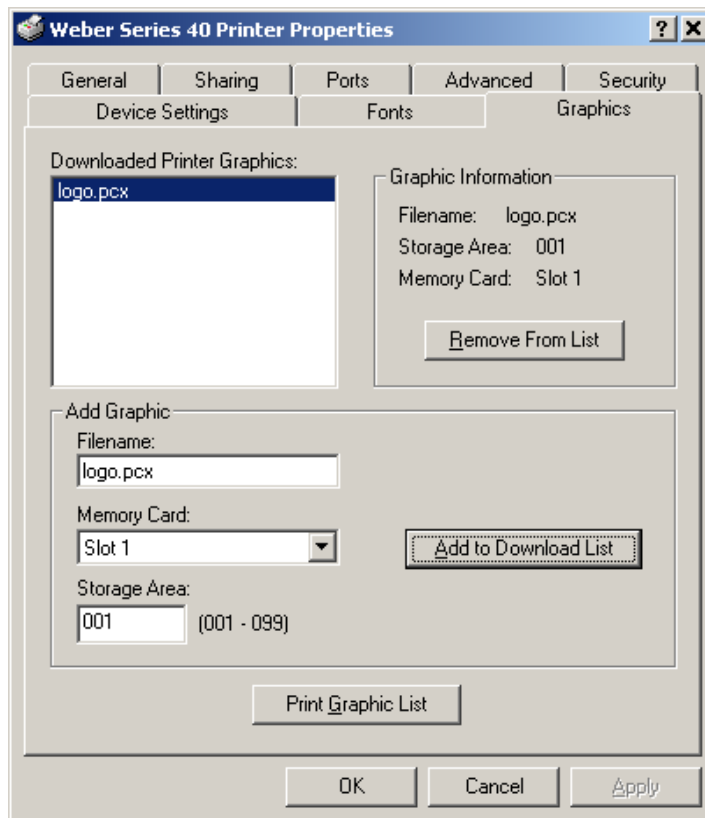 Weber Series 40 Printer Properties
General Sharing Ports Advanced Security
Device Settings Fonts Graphics
Downloaded Printer Graphics:
logo.pcx
Graphic Information
Filename: logo.pcx
Storage Area: 001
Memory Card: Slot 1
Remove From List
Add Graphic
Filename:
logo.pcx
Memory Card:
Slot 1
Add to Download List
Storage Area:
001 (001 - 099)
Print Graphic List
OK Cancel Apply